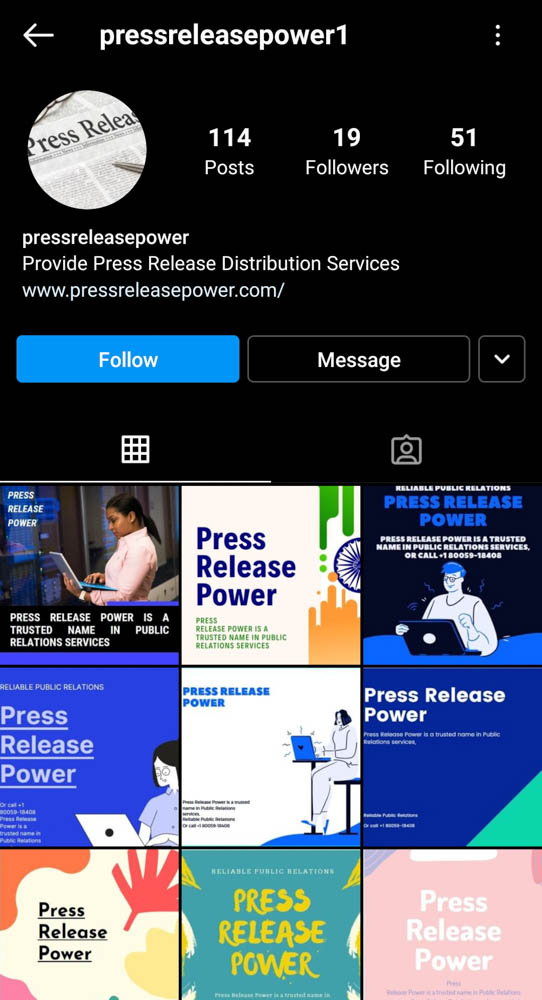 pressreleasepower1
Press Releas
114
Posts
19
Followers
51
Following
pressreleasepower
Provide Press Release Distribution Services
www.pressreleasepower.com/
Follow
Message
PRESS
RELEASE
POWER
PRESS RELEASE POWER IS A
TRUSTED NAME IN PUBLIC
RELATIONS SERVICES
Press
Release
Power
PRESS
RELEASE POWER IS A
TRUSTED NAME IN PUBLIC
RELATIONS SERVICES
RELIABLE PUBLIC RELATIONS
PRESS RELEASE
POWER
PRESS RELEASE POWER IS A TRUSTED
NAME IN PUBLIC RELATIONS SERVICES,
OR CALL +1 80059-18408
RELIABLE PUBLIC RELATIONS
Press
Release
Power
Or call +1
80059-18408
Press Release
Power is a
trusted name in
Public Relations
PRESS RELEASE
POWER
Press Release Power is a trusted
name in Public Relations
services.
Reliable Public Relations
Or call +1 80059-18408
Press Release
Power
Press Release Power is a trusted name in Public
Relations services,
Reliable Public Relations
Or call +1 80059-18408
Press
Release
Power
RELIABLE PUBLIC RELATIONS
PRESS
RELEASE
POWER
Press Release Power is a trusted name in
Press
Release
Power
Press
Release Power is a trusted name in Public Relations